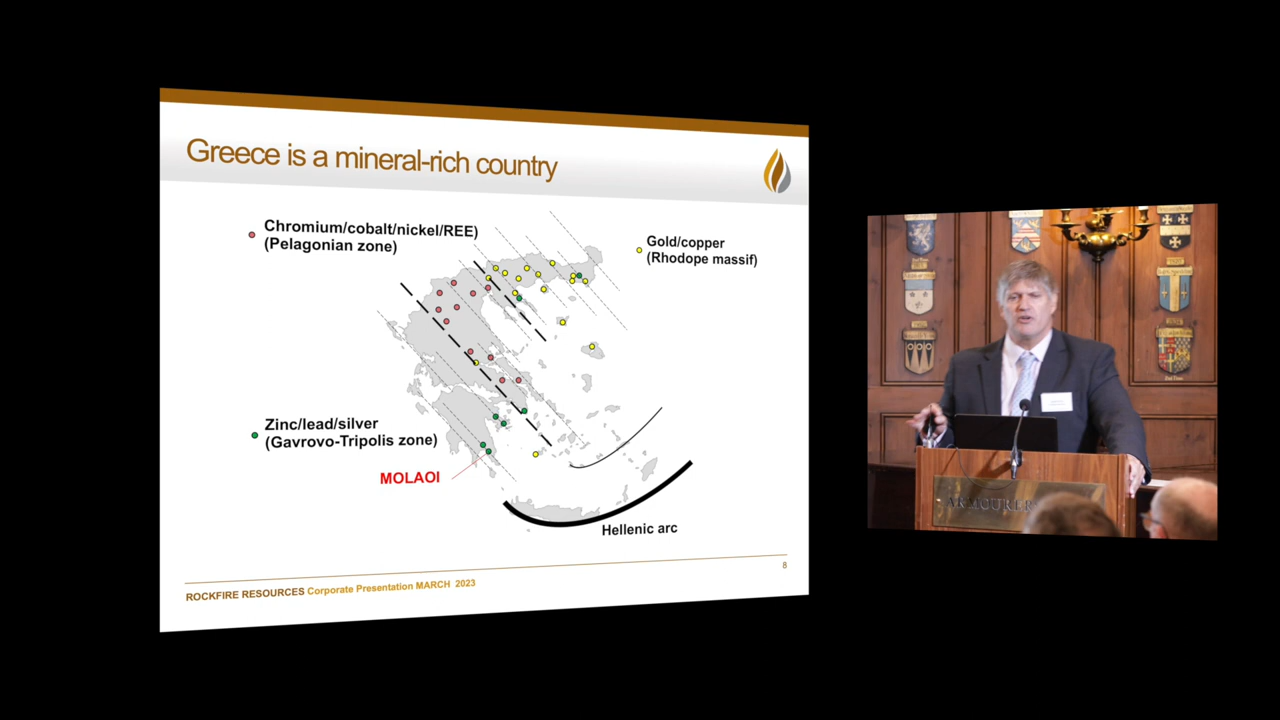 Greece is a mineral-rich country
Chromium/cobalt/nickel/REE)
(Pelagonian zone)
Gold/copper
(Rhodope massif)
Zinc/lead/silver
(Gavrovo-Tripolis zone)
MOLAOI
Hellenic arc
8
ROCKFIRE RESOURCES Corporate Presentation MARCH 2023
ARMOURER